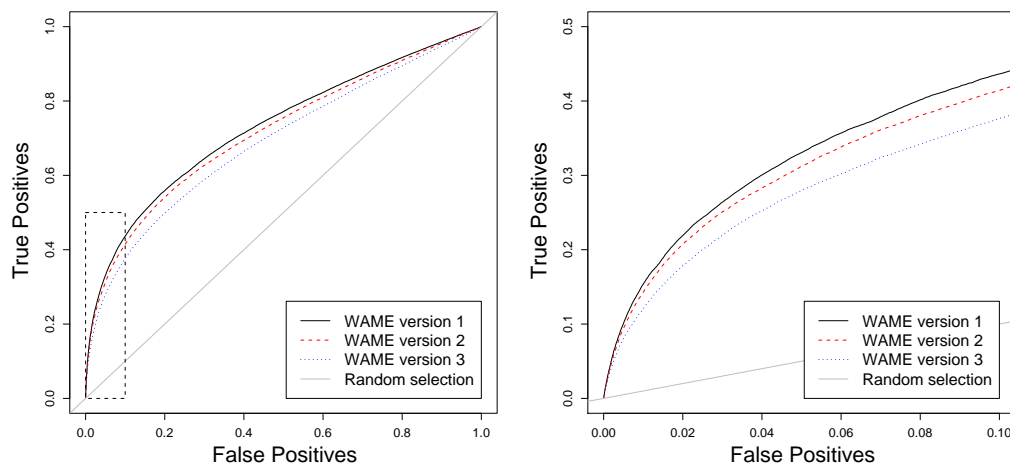 True Positives
1.0
0.8
0.6
0.4
0.2
0.0
WAME version 1
WAME version 2
WAME version 3
Random selection
0.0 0.2 0.4 0.6 0.8 1.0
False Positives
True Positives
0.5
0.4
0.3
0.2
0.1
0.0
WAME version 1
WAME version 2
WAME version 3
Random selection
0.00 0.02 0.04 0.06 0.08 0.10
False Positives